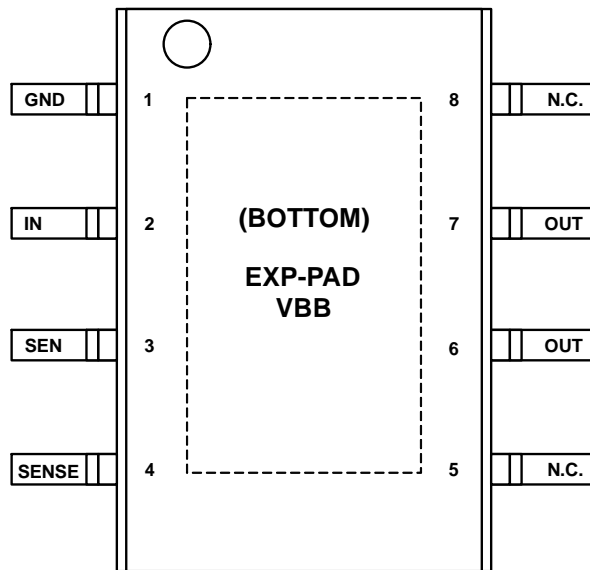 GND 1 8 N.C.
IN 2 (BOTTOM) 7 OUT
EXP-PAD
VBB
SEN 3 6 OUT
SENSE 4 5 N.C.